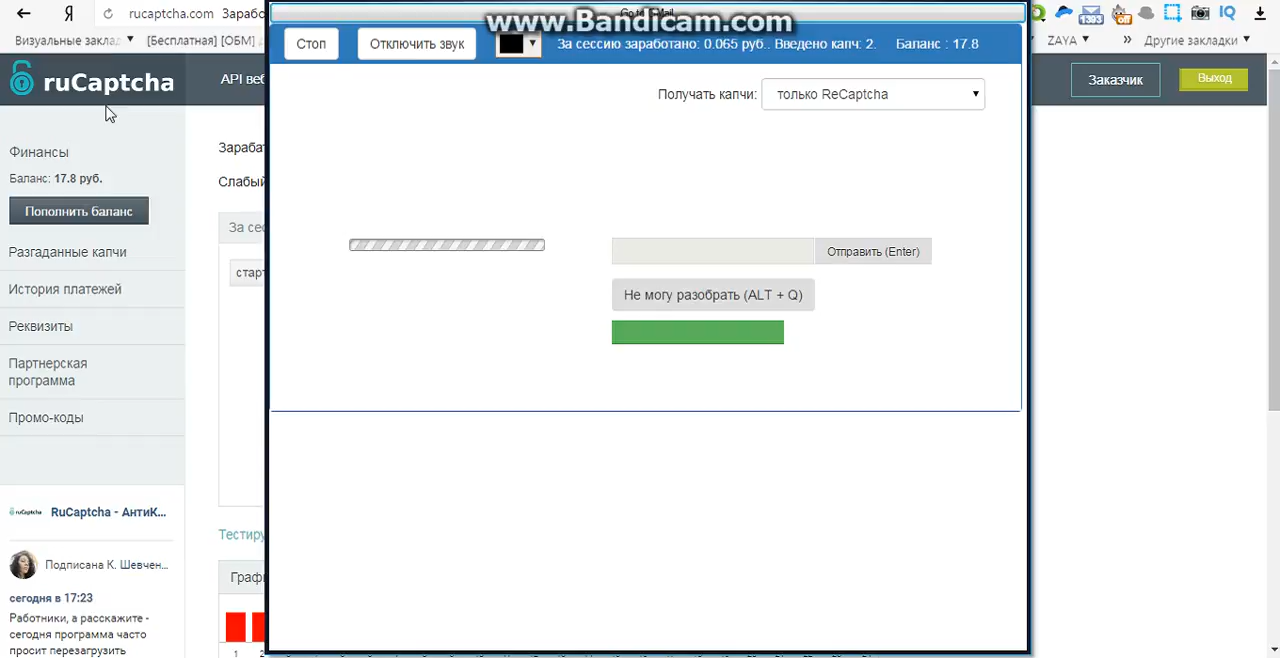 www.Bandicam.com
rucaptcha.com
Визуальные заклад
[Бесплатная] [ОБМ]
1393
off
IQ
ZAYA
»
Другие закладки
Стоп
Отключить звук
За сессию заработано: 0.065 руб.. Введено капч: 2.
Баланс : 17.8
ruCaptcha
API
Заказчик
Выход
Получать капчи:
только ReCaptcha
Финансы
Баланс: 17.8 руб.
Пополнить баланс
Разгаданные капчи
История платежей
Реквизиты
Партнерская
программа
Промо-коды
Слабый
За сес
старт
Отправить (Enter)
Не могу разобрать (ALT + Q)
ruCaptcha
RuCaptcha - АнтиК...
Подписана К. Шевчен...
сегодня в 17:23
Работники, а расскажите -
сегодня программа часто
просит перезагрузить
Тестиру
Граф